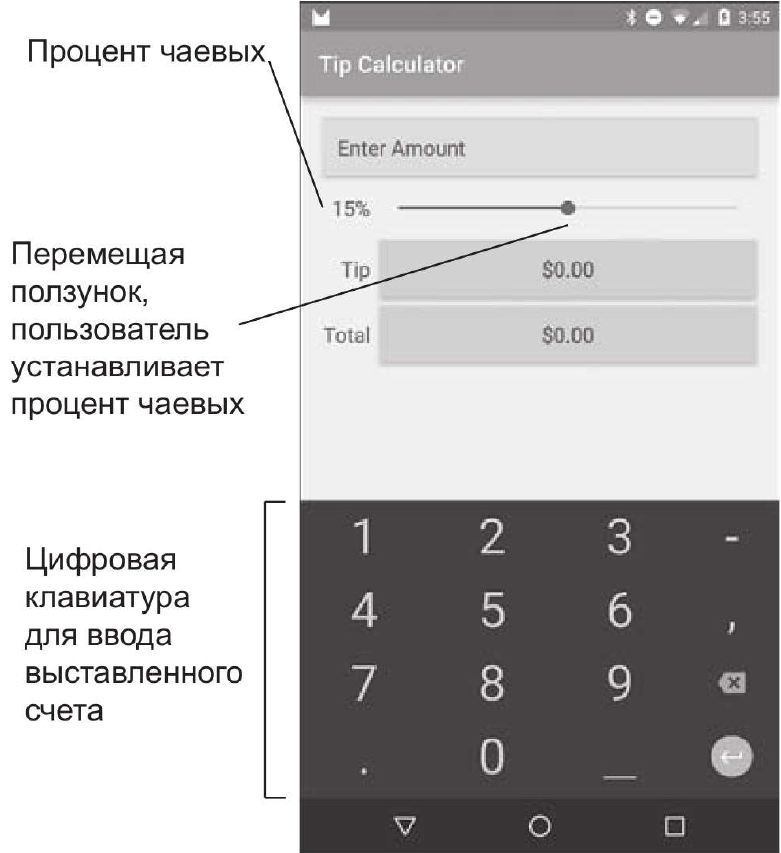 3:55
Процент чаевых
Tip Calculator
Enter Amount
15%
Перемещая
ползунок,
пользователь
устанавливает
процент чаевых
Tip $0.00
Total $0.00
Цифровая
клавиатура
для ввода
выставленного
счета
1 2 3 -
4 5 6 ,
7 8 9
. 0 _